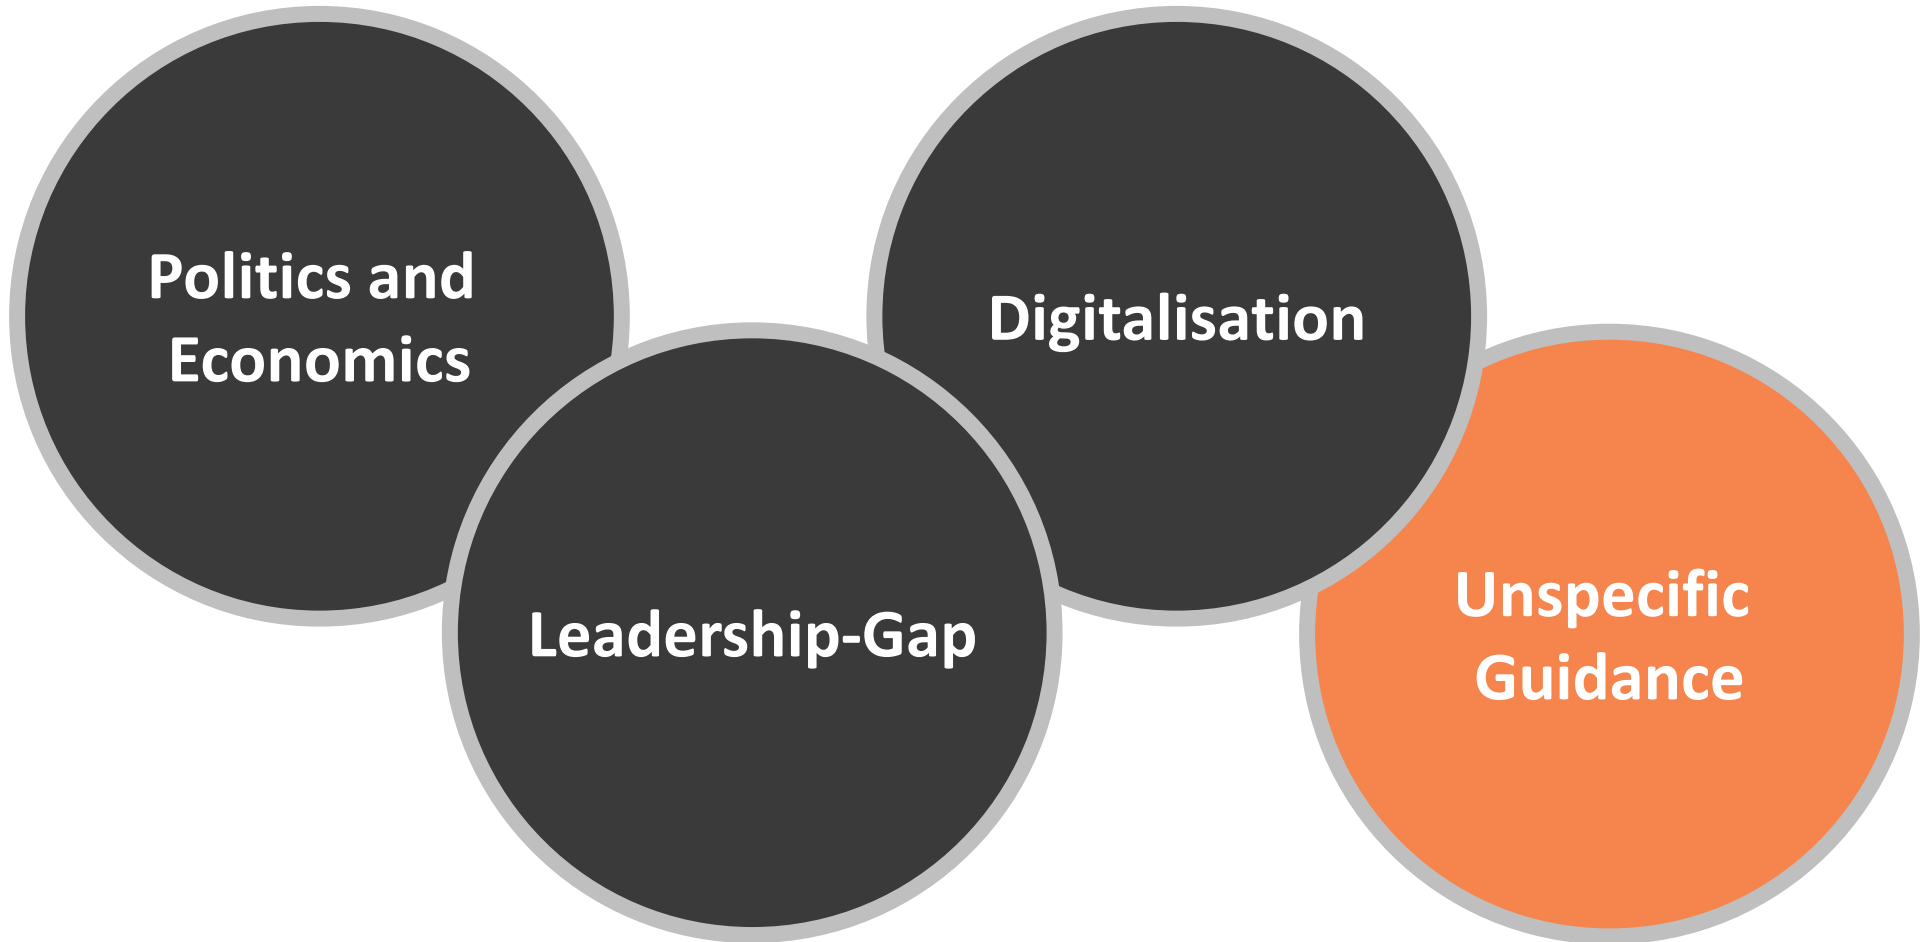 Politics and
Economics
Leadership-Gap
Digitalisation
Unspecific
Guidance